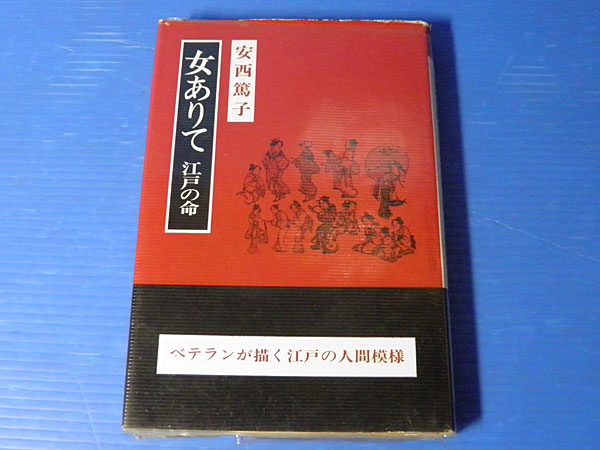 安西篤子
女ありて
江戸の命
ベテランが描く江戸の人間模様